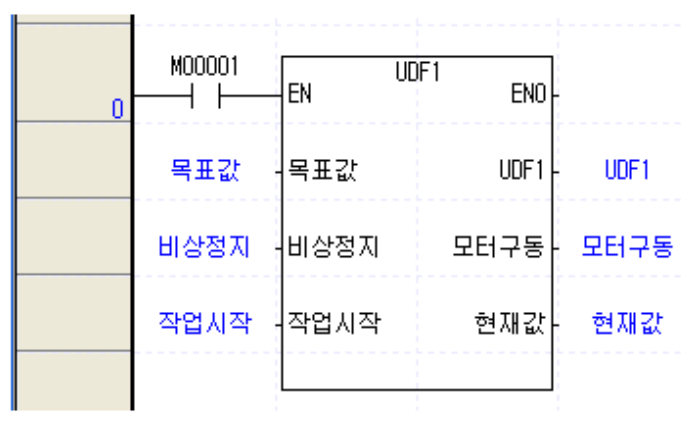 M00001
UDF1
EN ENO
0
목표값 목표값 UDF1 UDF1
비상정지 비상정지 모터구동 모터구동
작업시작 작업시작 현재값 현재값